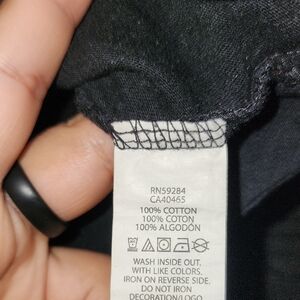 RN59284
CA40465
100% COTTON
100% COTON
100% ALGODÓN
WASH INSIDE OUT.
WITH LIKE COLORS.
IRON ON REVERSE SIDE.
DO NOT IRON
DECORATION/LOGO